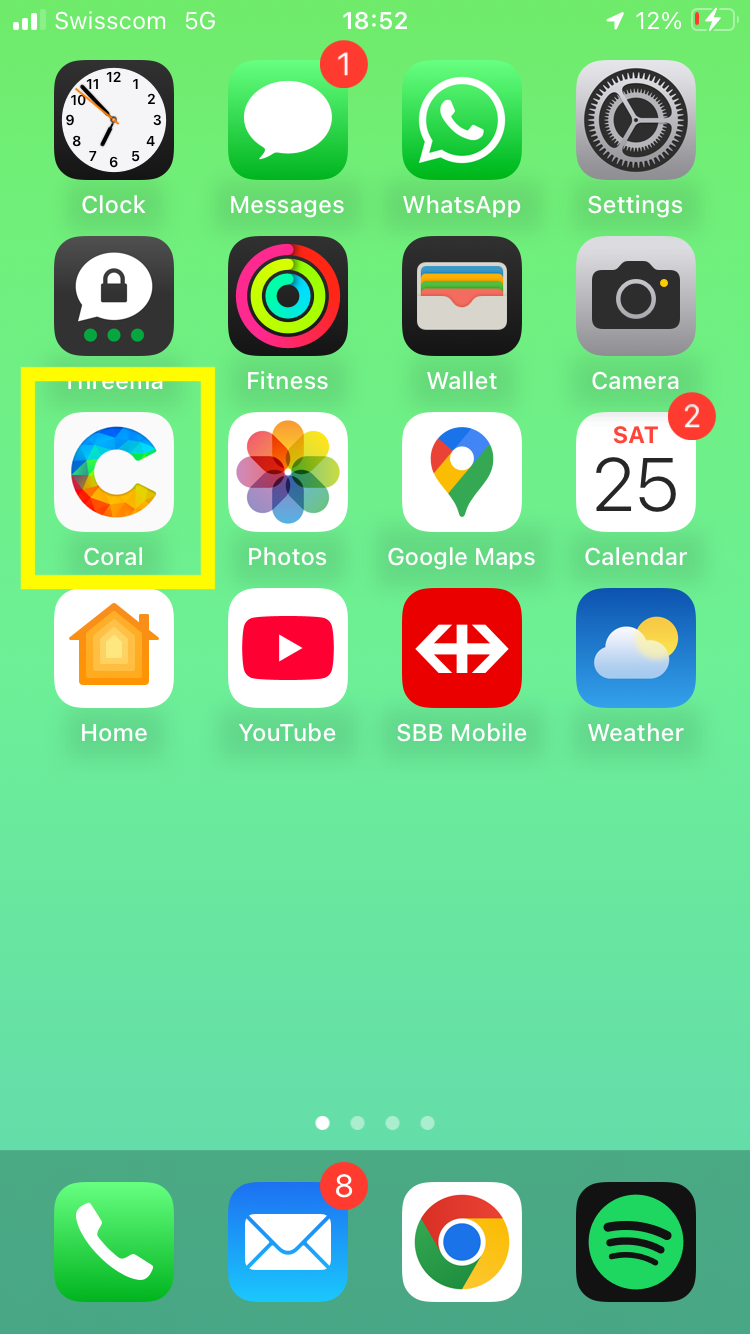 Swisscom 5G 18:52 12%
12
11 1
10 2
9 3
8 4
7 5
6
1
Clock Messages WhatsApp Settings
Threema Fitness Wallet Camera
SAT 2
25
Coral Photos Google Maps Calendar
Home YouTube SBB Mobile Weather
8